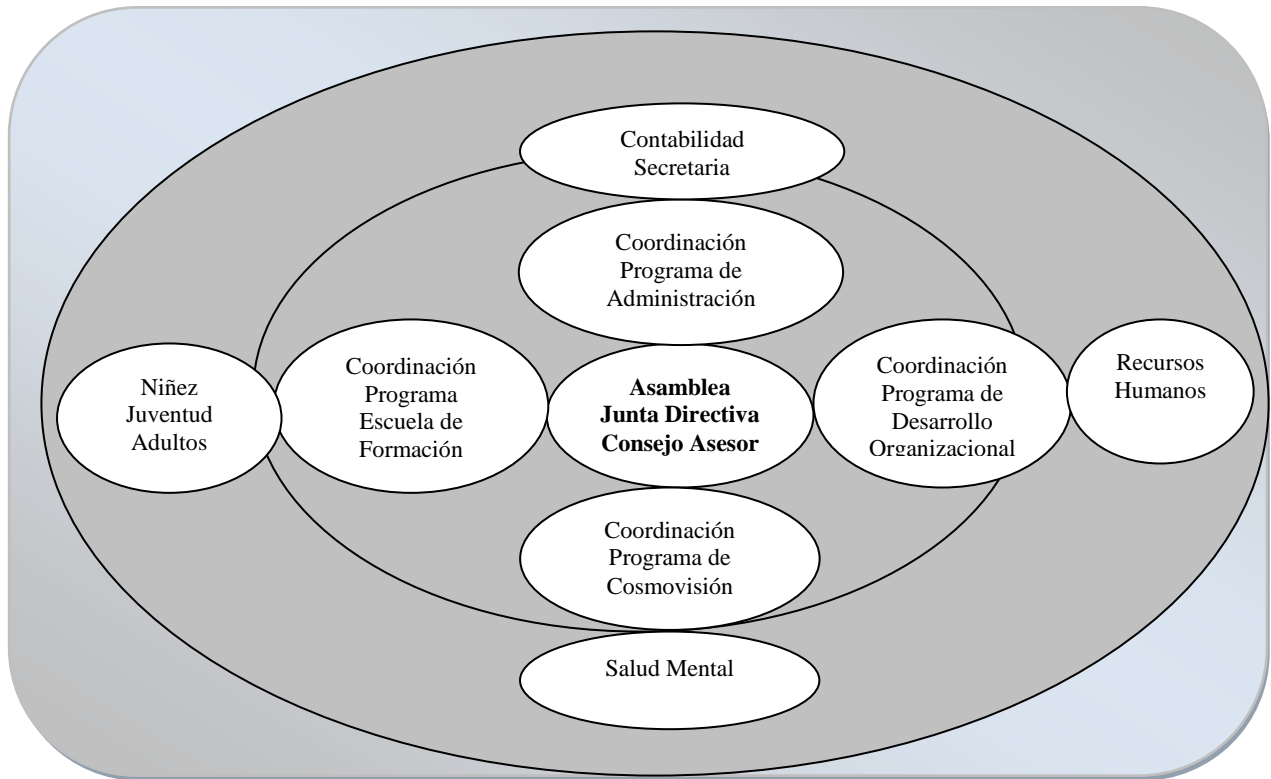 Contabilidad
Secretaria
Coordinación
Programa de
Administración
Niñez
Juventud
Adultos
Coordinación
Programa
Escuela de
Formación
Asamblea
Junta Directiva
Consejo Asesor
Coordinación
Programa de
Desarrollo
Organizacional
Recursos
Humanos
Coordinación
Programa de
Cosmovisión
Salud Mental